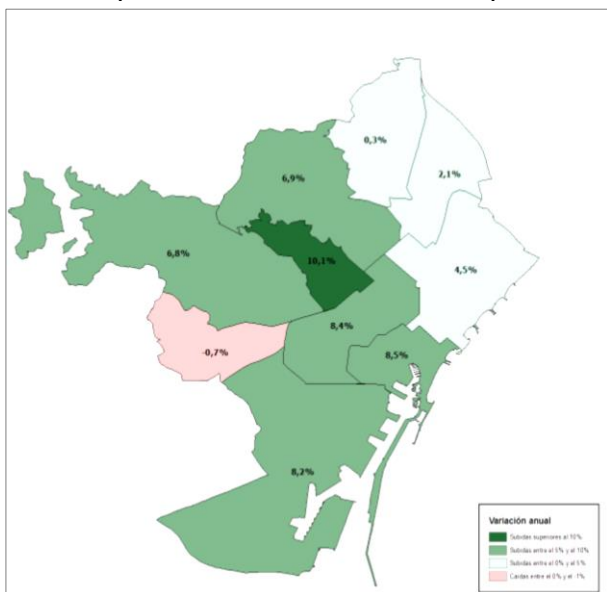 0,3%
2,1%
6,9%
6,8%
10,1%
4,5%
8,4%
-0,7%
8,5%
8,2%
Variación anual
Subidas superiores al 10%
Subidas entre el 5% y el 10%
Subidas entre el 0% y el 5%
Caídas entre el 0% y el -1%